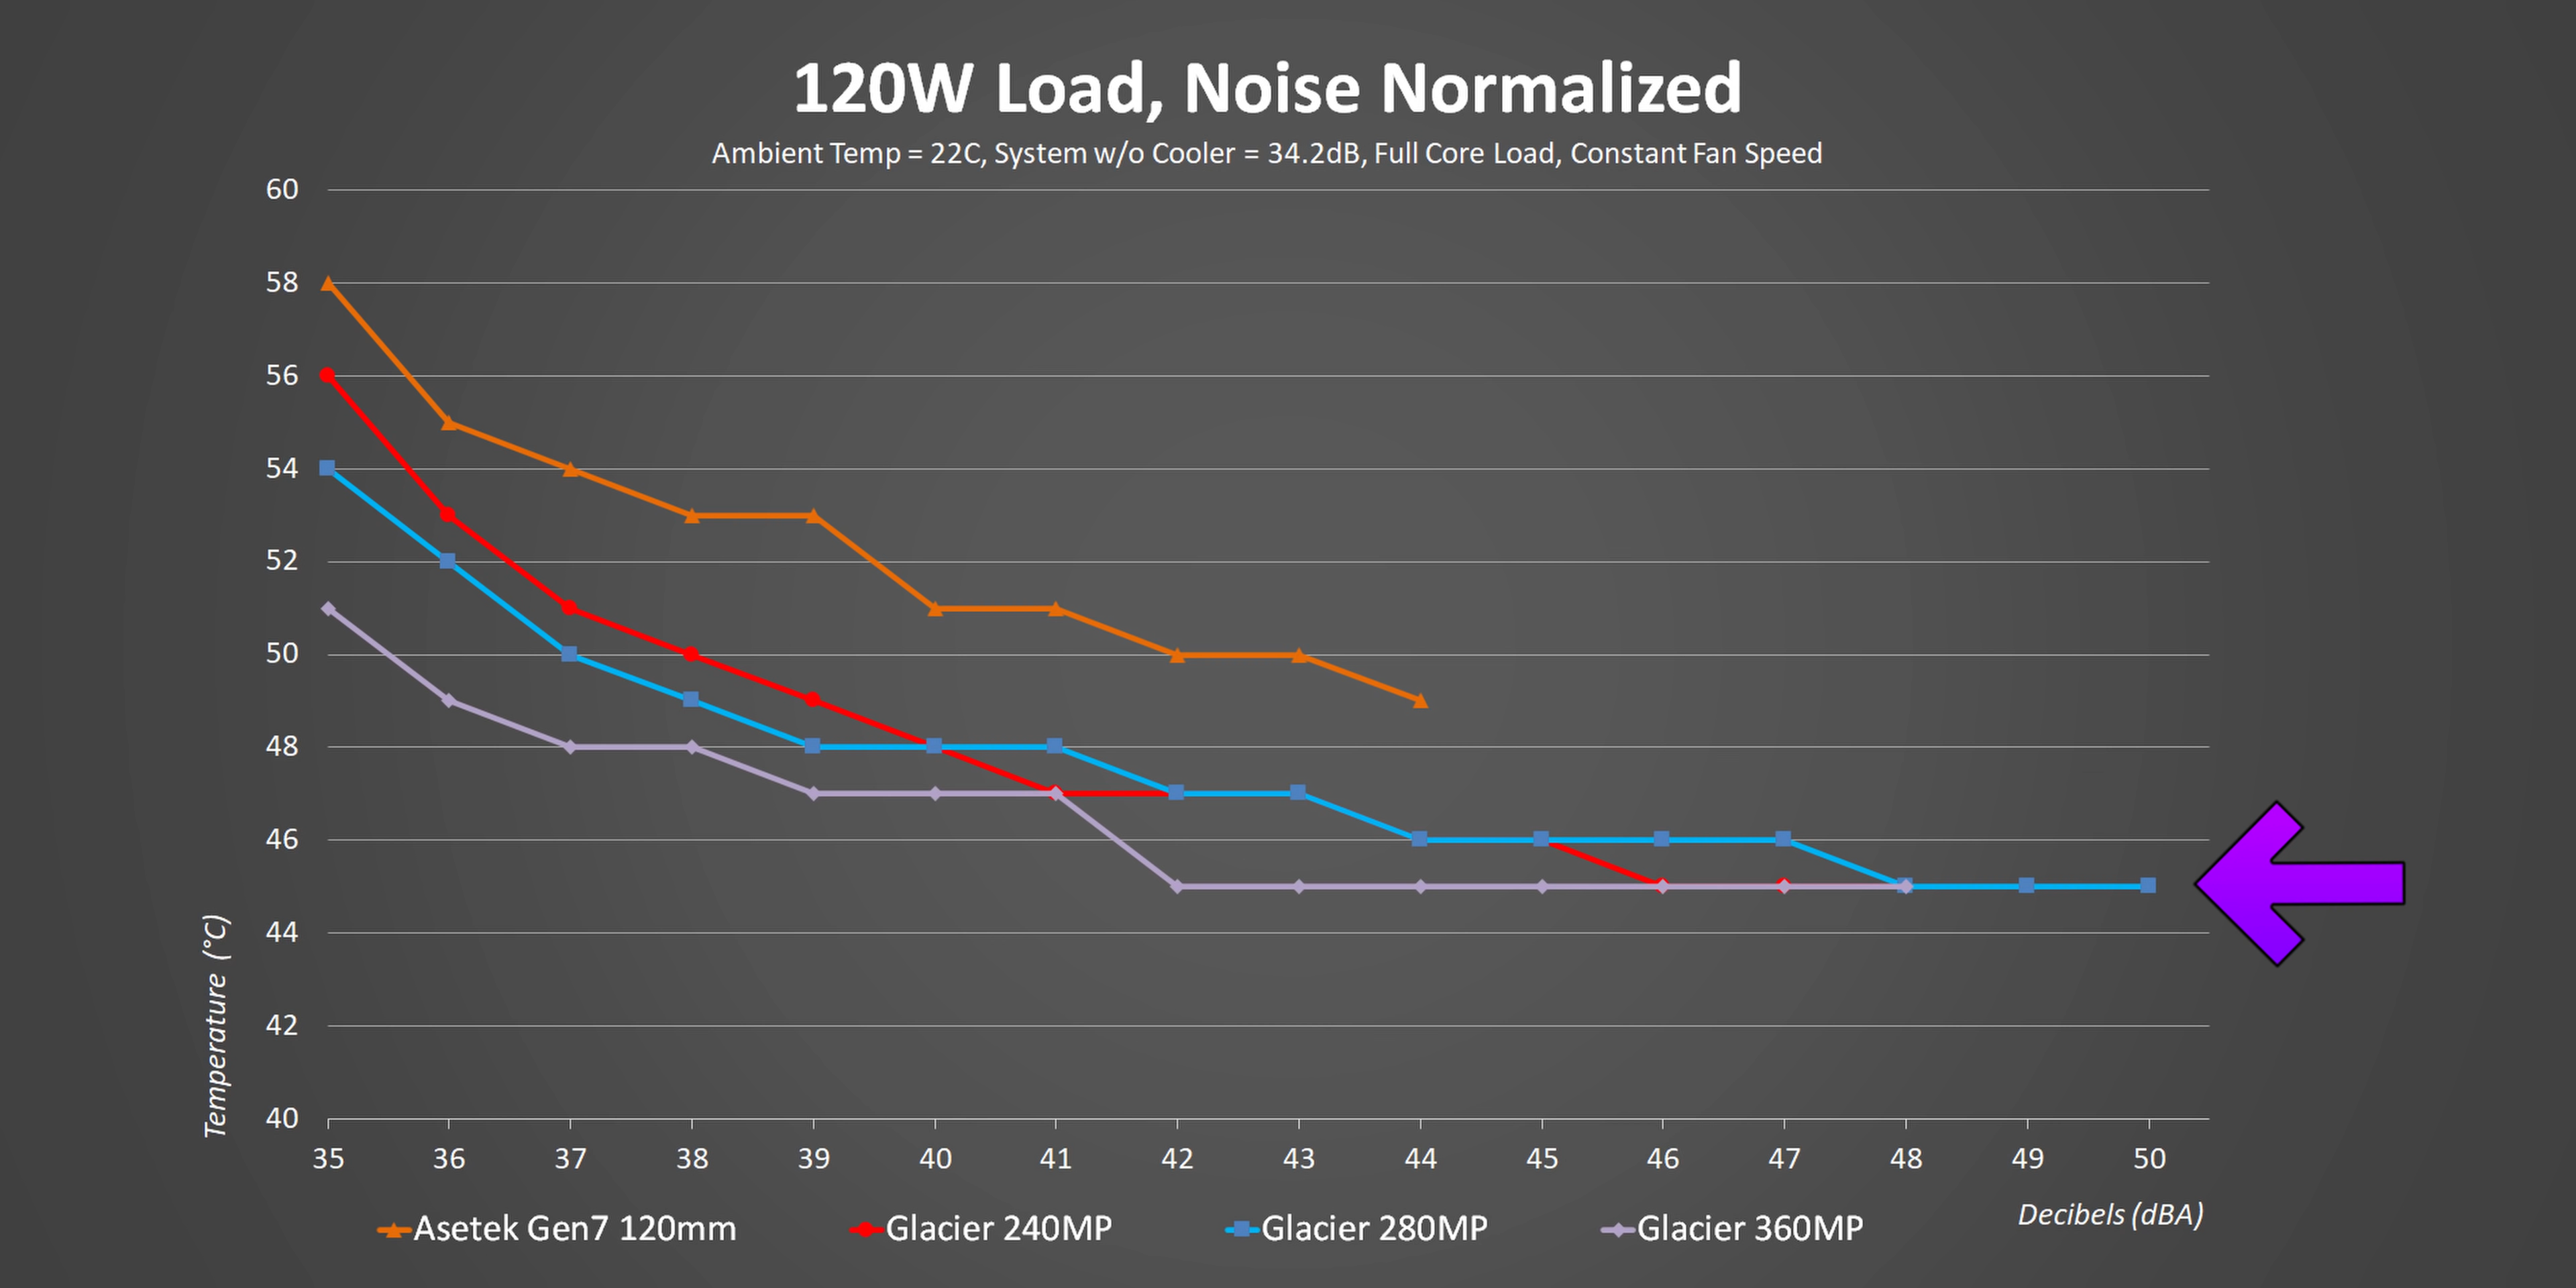 120W Load, Noise Normalized
Ambient Temp = 22C, System w/o Cooler = 34.2dB, Full Core Load, Constant Fan Speed
60
58
56
54
52
50
48
46
44
42
40
Temperature (°C)
35 36 37 38 39 40 41 42 43 44 45 46 47 48 49 50
Decibels (dBA)
Asetek Gen7 120mm Glacier 240MP Glacier 280MP Glacier 360MP